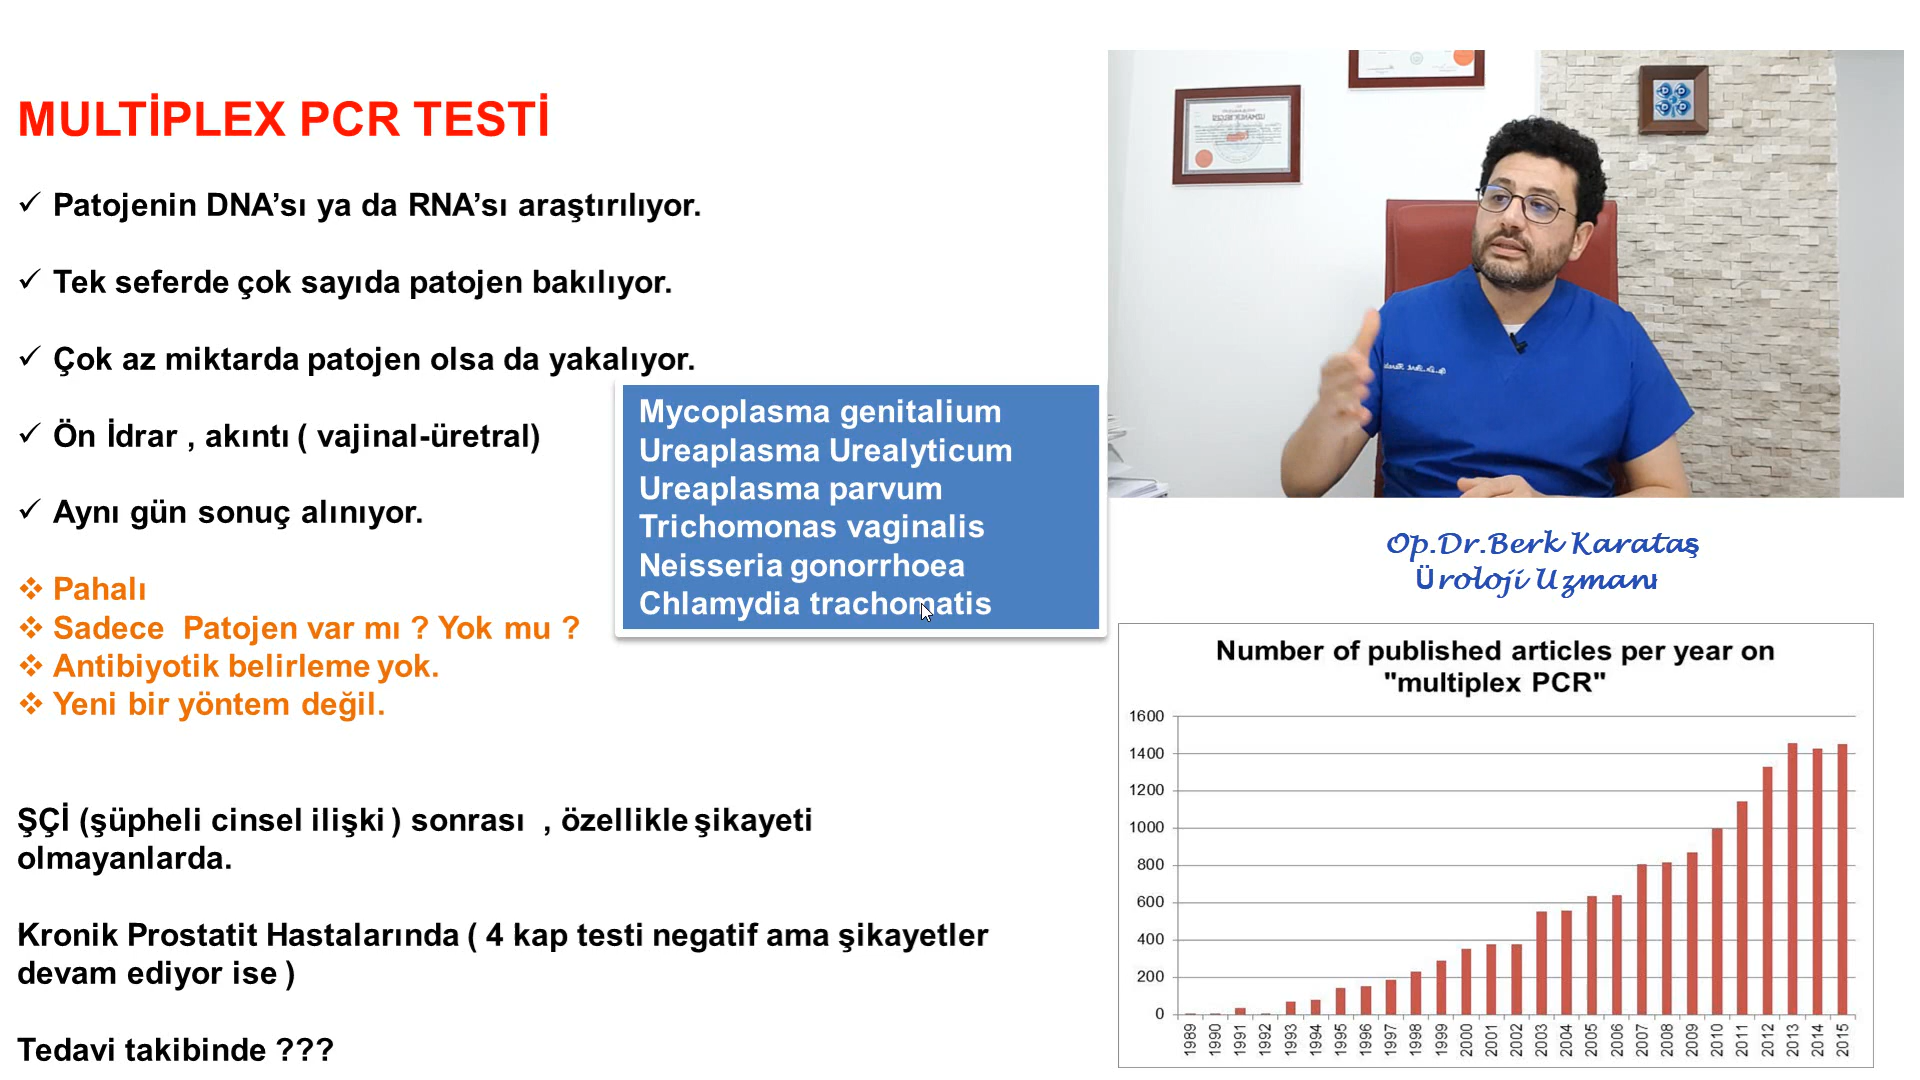 MULTİPLEX PCR TESTİ
✓ Patojenin DNA’sı ya da RNA’sı araştırılıyor.
✓ Tek seferde çok sayıda patojen bakılıyor.
✓ Çok az miktarda patojen olsa da yakalıyor.
✓ Ön İdrar , akıntı ( vajinal-üretral)
✓ Aynı gün sonuç alınıyor.
❖ Pahalı
❖ Sadece Patojen var mı ? Yok mu ?
❖ Antibiyotik belirleme yok.
❖ Yeni bir yöntem değil.
ŞÇİ (şüpheli cinsel ilişki ) sonrası , özellikle şikayeti
olmayanlarda.
Kronik Prostatit Hastalarında ( 4 kap testi negatif ama şikayetler
devam ediyor ise )
Tedavi takibinde ???
Mycoplasma genitalium
Ureaplasma Urealyticum
Ureaplasma parvum
Trichomonas vaginalis
Neisseria gonorrhoea
Chlamydia trachomatis
Op.Dr.Berk Karataş
Üroloji Uzmanı
Number of published articles per year on
"multiplex PCR"
1600
1400
1200
1000
800
600
400
200
0
1989 1990 1991 1992 1993 1994 1995 1996 1997 1998 1999 2000 2001 2002 2003 2004 2005 2006 2007 2008 2009 2010 2011 2012 2013 2014 2015